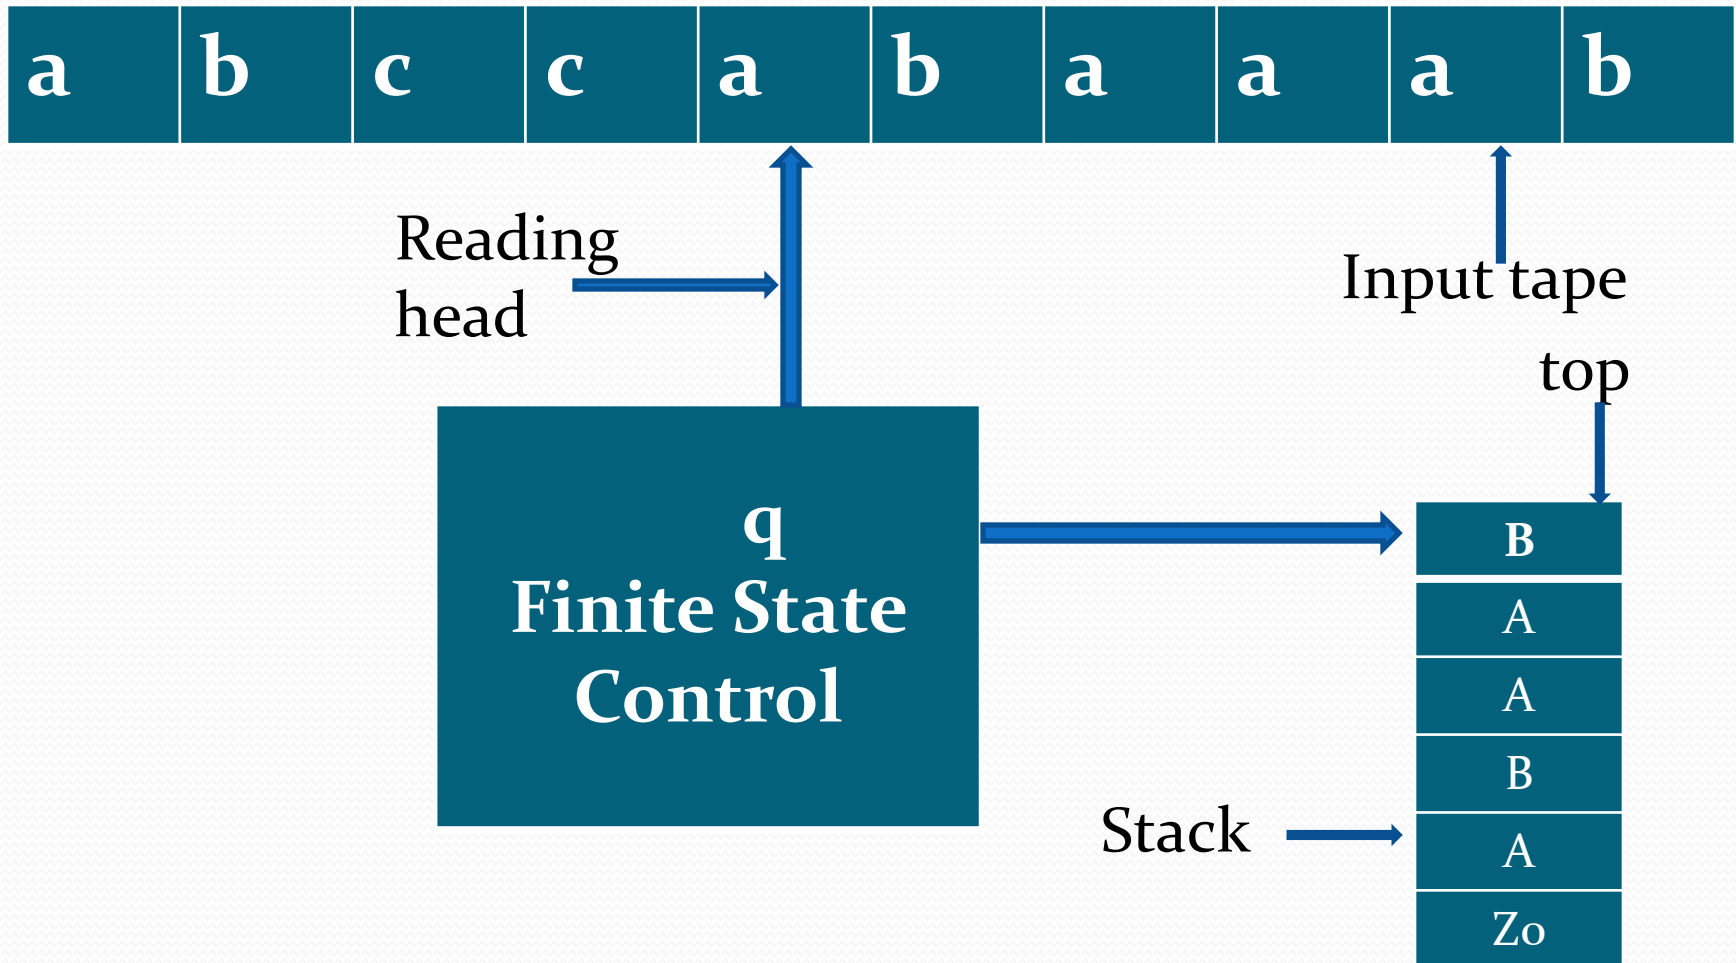 a b c c a b a a a b
Reading
head
Input tape
top
q
Finite State
Control
B
A
A
B
Stack
A
Zo